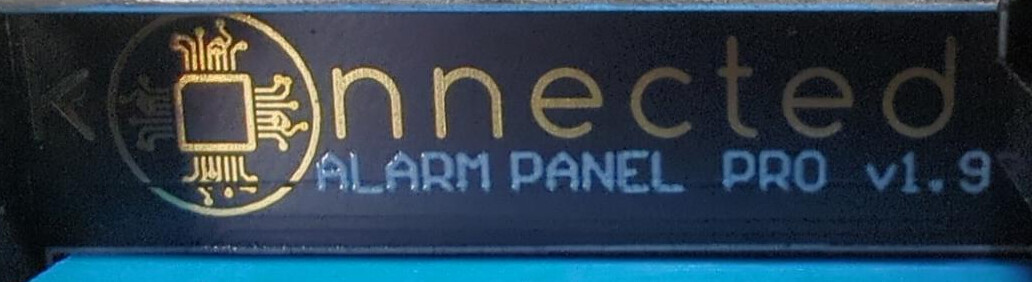 konnected
ALARM PANEL PRO v1.9